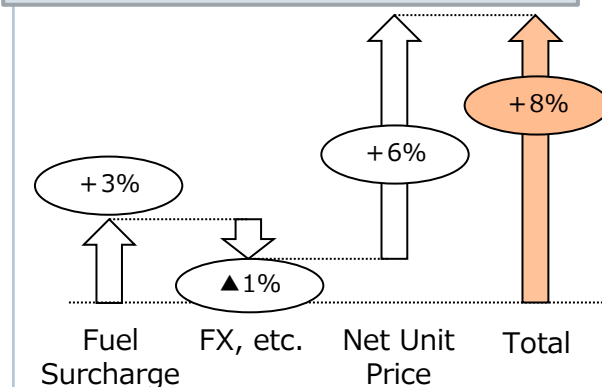 +8%
+6%
+3%
▲1%
Fuel
Surcharge
FX, etc.
Net Unit
Price
Total